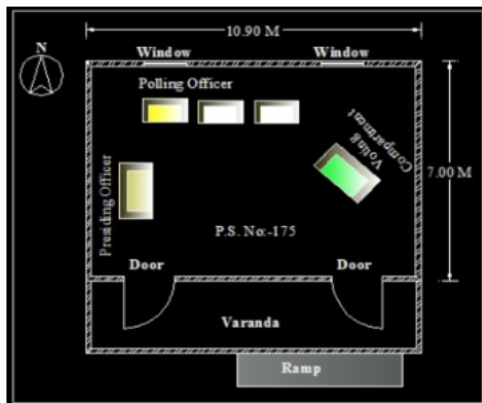 10.90 M
N
Window
Window
Polling Officer
Voting
Compartment
7.00 M
Presiding Officer
P.S. No:-175
Door
Door
Varanda
Ramp